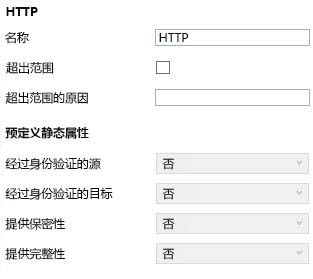 HTTP
名称 HTTP
超出范围
超出范围的原因
预定义静态属性
经过身份验证的源 否
经过身份验证的目标 否
提供保密性 否
提供完整性 否